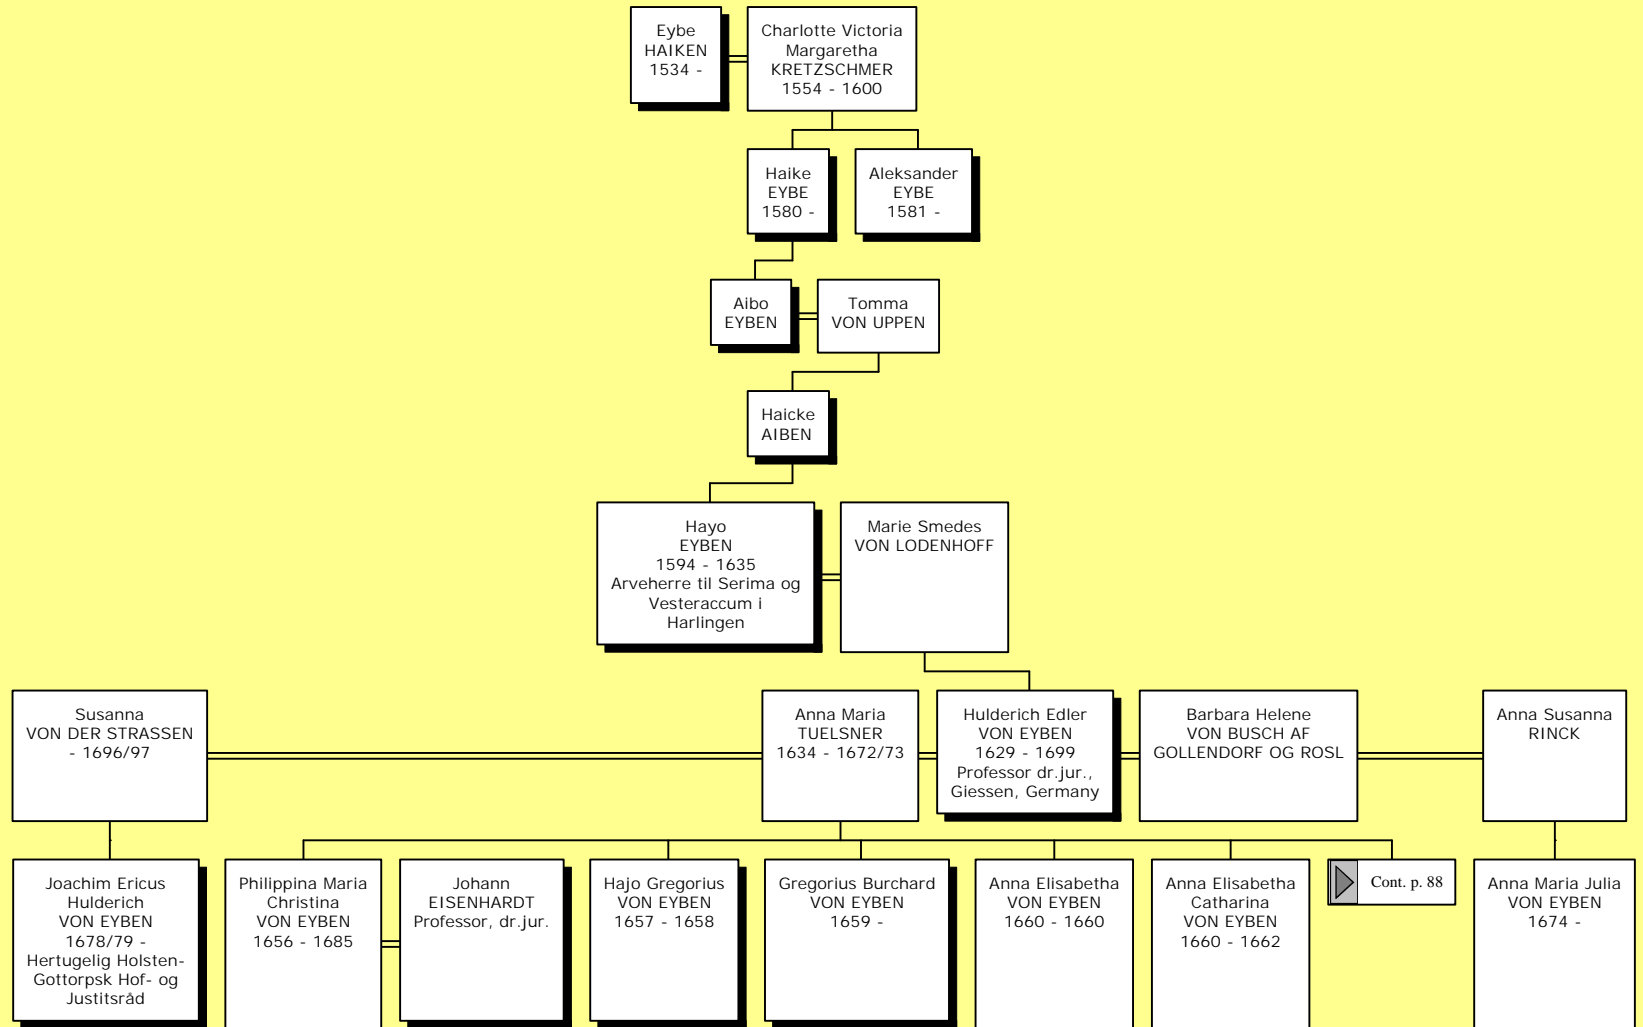 Eybe
HAIKEN
1534 -
Charlotte Victoria
Margaretha
KRETZSCHMER
1554 - 1600
Haike
EYBE
1580 -
Aleksander
EYBE
1581 -
Aibo
EYBEN
Tomma
VON UPPEN
Haicke
AIBEN
Hayo
EYBEN
1594 - 1635
Arveherre til Serima og
Vesteraccum i
Harlingen
Marie Smedes
VON LODENHOFF
Susanna
VON DER STRASSEN
- 1696/97
Anna Maria
TUELSNER
1634 - 1672/73
Hulderich Edler
VON EYBEN
1629 - 1699
Professor dr.jur.,
Giessen, Germany
Barbara Helene
VON BUSCH AF
GOLLENDORF OG ROSL
Anna Susanna
RINCK
Joachim Ericus
Hulderich
VON EYBEN
1678/79 -
Hertugelig Holsten-
Gottorpsk Hof- og
Justitsråd
Philippina Maria
Christina
VON EYBEN
1656 - 1685
Johann
EISENHARDT
Professor, dr.jur.
Hajo Gregorius
VON EYBEN
1657 - 1658
Gregorius Burchard
VON EYBEN
1659 -
Anna Elisabetha
VON EYBEN
1660 - 1660
Anna Elisabetha
Catharina
VON EYBEN
1660 - 1662
Cont. p. 88
Anna Maria Julia
VON EYBEN
1674 -